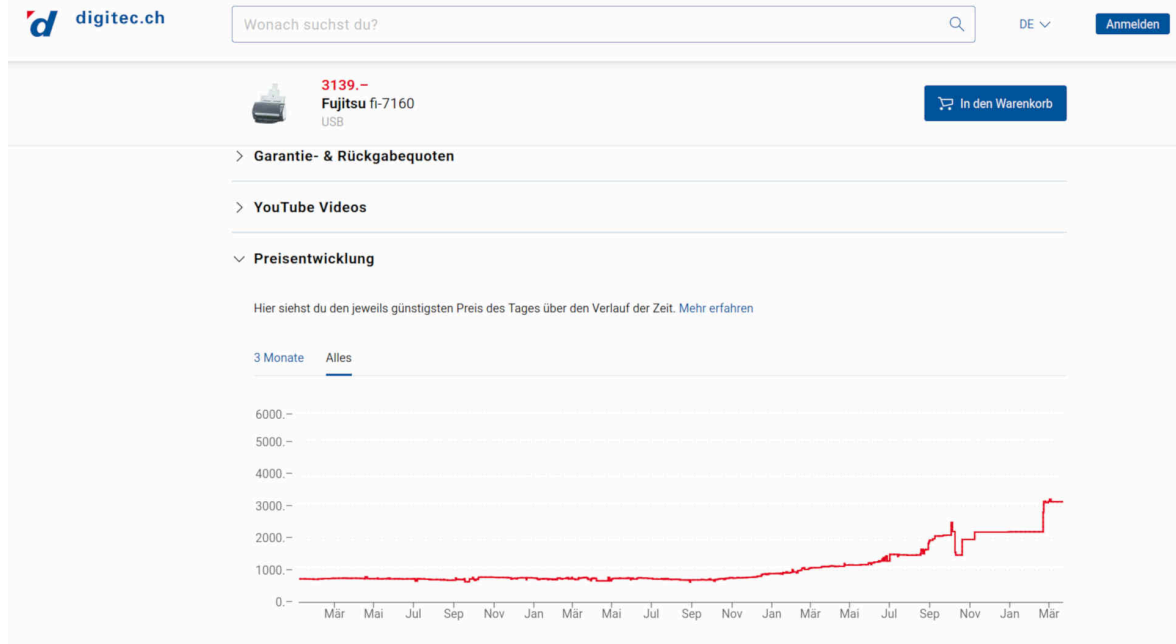 digitec.ch
Wonach suchst du?
DE
Anmelden
3139.–
Fujitsu fi-7160
USB
In den Warenkorb
Garantie- & Rückgabequoten
YouTube Videos
Preisentwicklung
Hier siehst du den jeweils günstigsten Preis des Tages über den Verlauf der Zeit. Mehr erfahren
3 Monate Alles
6000.–
5000.–
4000.–
3000.–
2000.–
1000.–
0.–
Mär Mai Jul Sep Nov Jan Mär Mai Jul Sep Nov Jan Mär Mai Jul Sep Nov Jan Mär